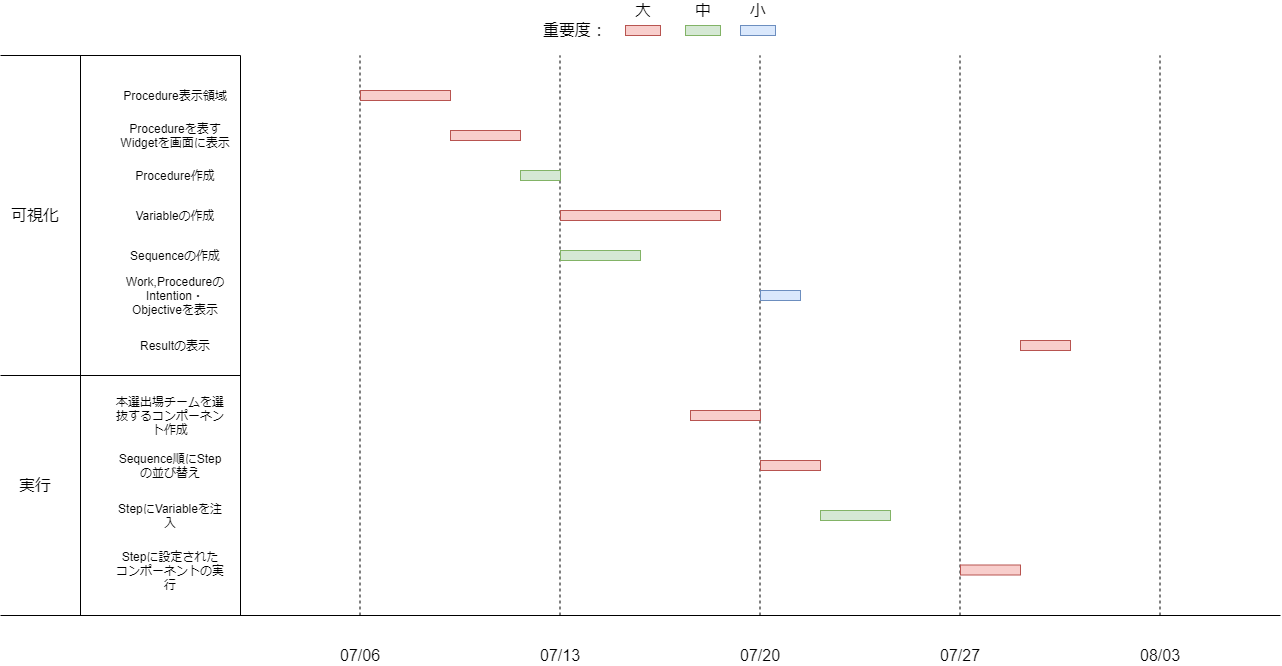 大 中 小
重要度：
Procedure表示領域
Procedureを表す
Widgetを画面に表示
Procedure作成
可視化
Variableの作成
Sequenceの作成
Work,Procedureの
Intention・
Objectiveを表示
Resultの表示
本選出場チームを選
抜するコンポーネン
ト作成
Sequence順にStep
の並び替え
実行
StepにVariableを注
入
Stepに設定された
コンポーネントの実
行
07/06 07/13 07/20 07/27 08/03